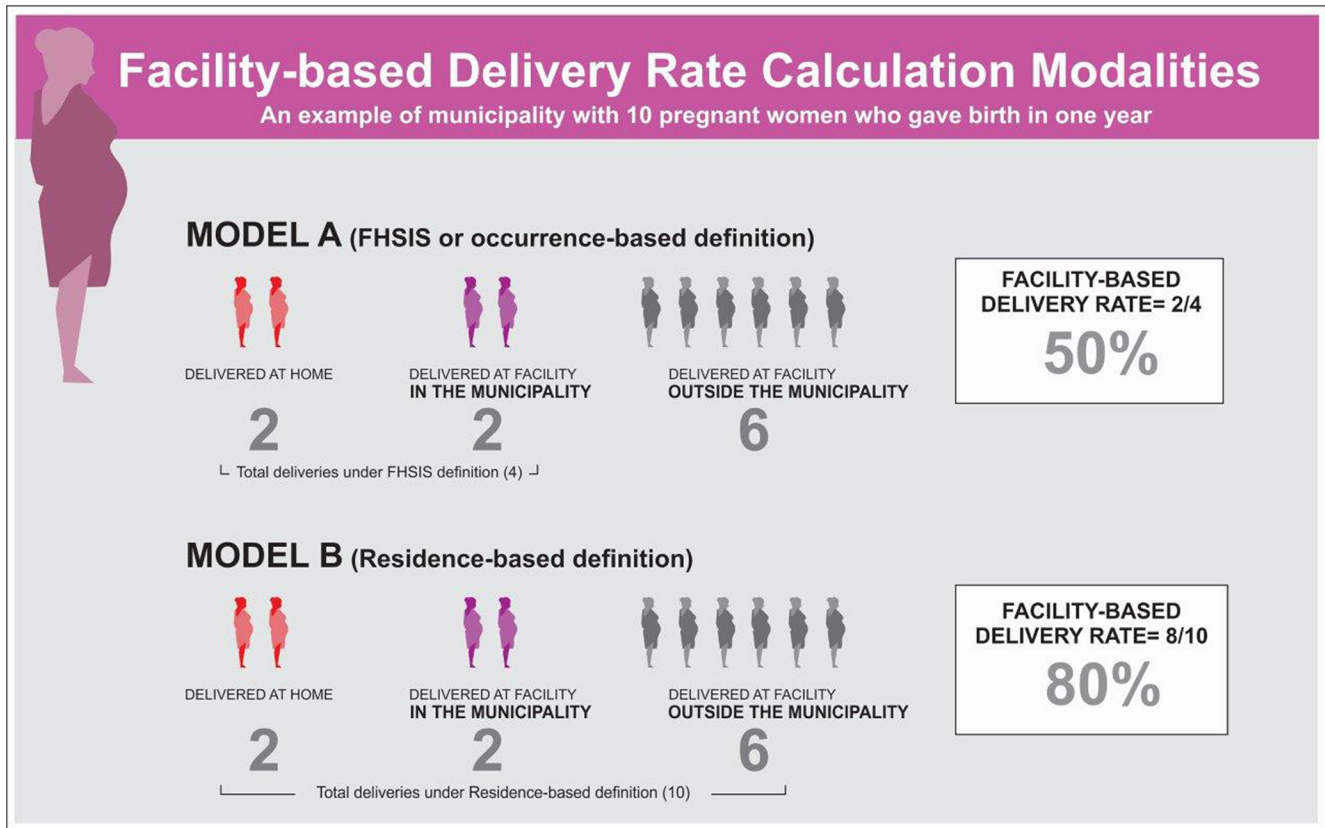 Facility-based Delivery Rate Calculation Modalities
An example of municipality with 10 pregnant women who gave birth in one year
MODEL A (FHSIS or occurrence-based definition)
DELIVERED AT HOME
2
DELIVERED AT FACILITY
IN THE MUNICIPALITY
2
DELIVERED AT FACILITY
OUTSIDE THE MUNICIPALITY
6
Total deliveries under FHSIS definition (4)
FACILITY-BASED
DELIVERY RATE= 2/4
50%
MODEL B (Residence-based definition)
DELIVERED AT HOME
2
DELIVERED AT FACILITY
IN THE MUNICIPALITY
2
DELIVERED AT FACILITY
OUTSIDE THE MUNICIPALITY
6
Total deliveries under Residence-based definition (10)
FACILITY-BASED
DELIVERY RATE= 8/10
80%